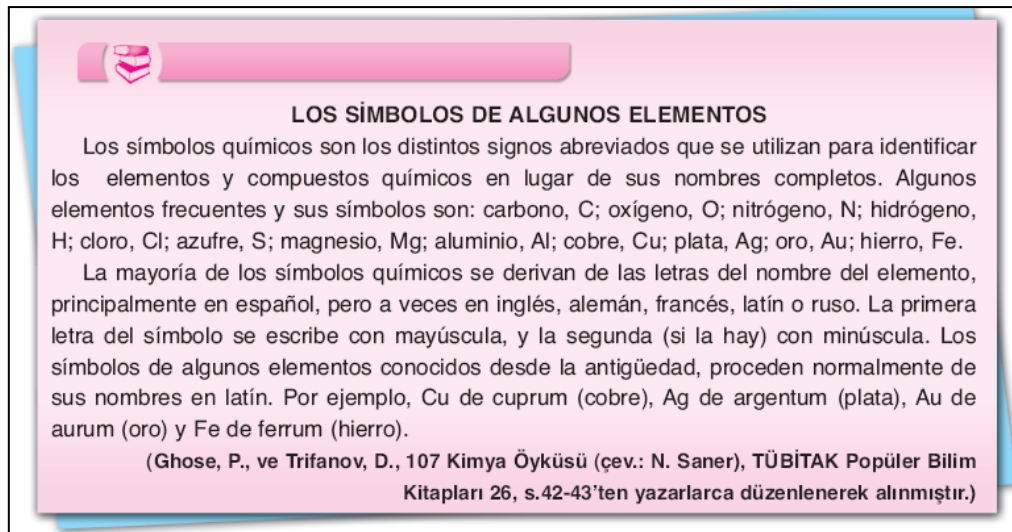 LOS SİMBOLOS DE ALGUNOS ELEMENTOS
Los símbolos químicos son los distintos signos abreviados que se utilizan para identificar
los elementos y compuestos químicos en lugar de sus nombres completos. Algunos
elementos frecuentes y sus símbolos son: carbono, C; oxígeno, O; nitrógeno, N; hidrógeno,
H; cloro, Cl; azufre, S; magnesio, Mg; aluminio, Al; cobre, Cu; plata, Ag; oro, Au; hierro, Fe.
La mayoría de los símbolos químicos se derivan de las letras del nombre del elemento,
principalmente en español, pero a veces en inglés, alemán, francés, latín o ruso. La primera
letra del símbolo se escribe con mayúscula, y la segunda (si la hay) con minúscula. Los
símbolos de algunos elementos conocidos desde la antigüedad, proceden normalmente de
sus nombres en latín. Por ejemplo, Cu de cuprum (cobre), Ag de argentum (plata), Au de
aurum (oro) y Fe de ferrum (hierro).
(Ghose, P., ve Trifanov, D., 107 Kimya Öyküsü (çev.: N. Saner), TÜBİTAK Popüler Bilim
Kitapları 26, s.42-43’ten yazarlarca düzenlenerek alınmıştır.)